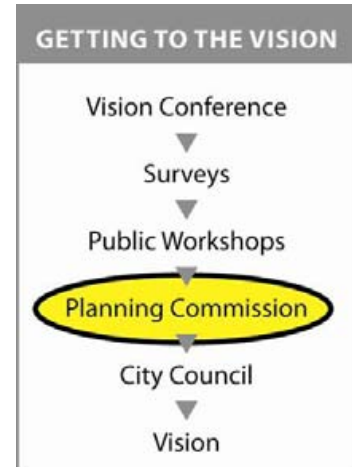 GETTING TO THE VISION
Vision Conference
Surveys
Public Workshops
Planning Commission
City Council
Vision